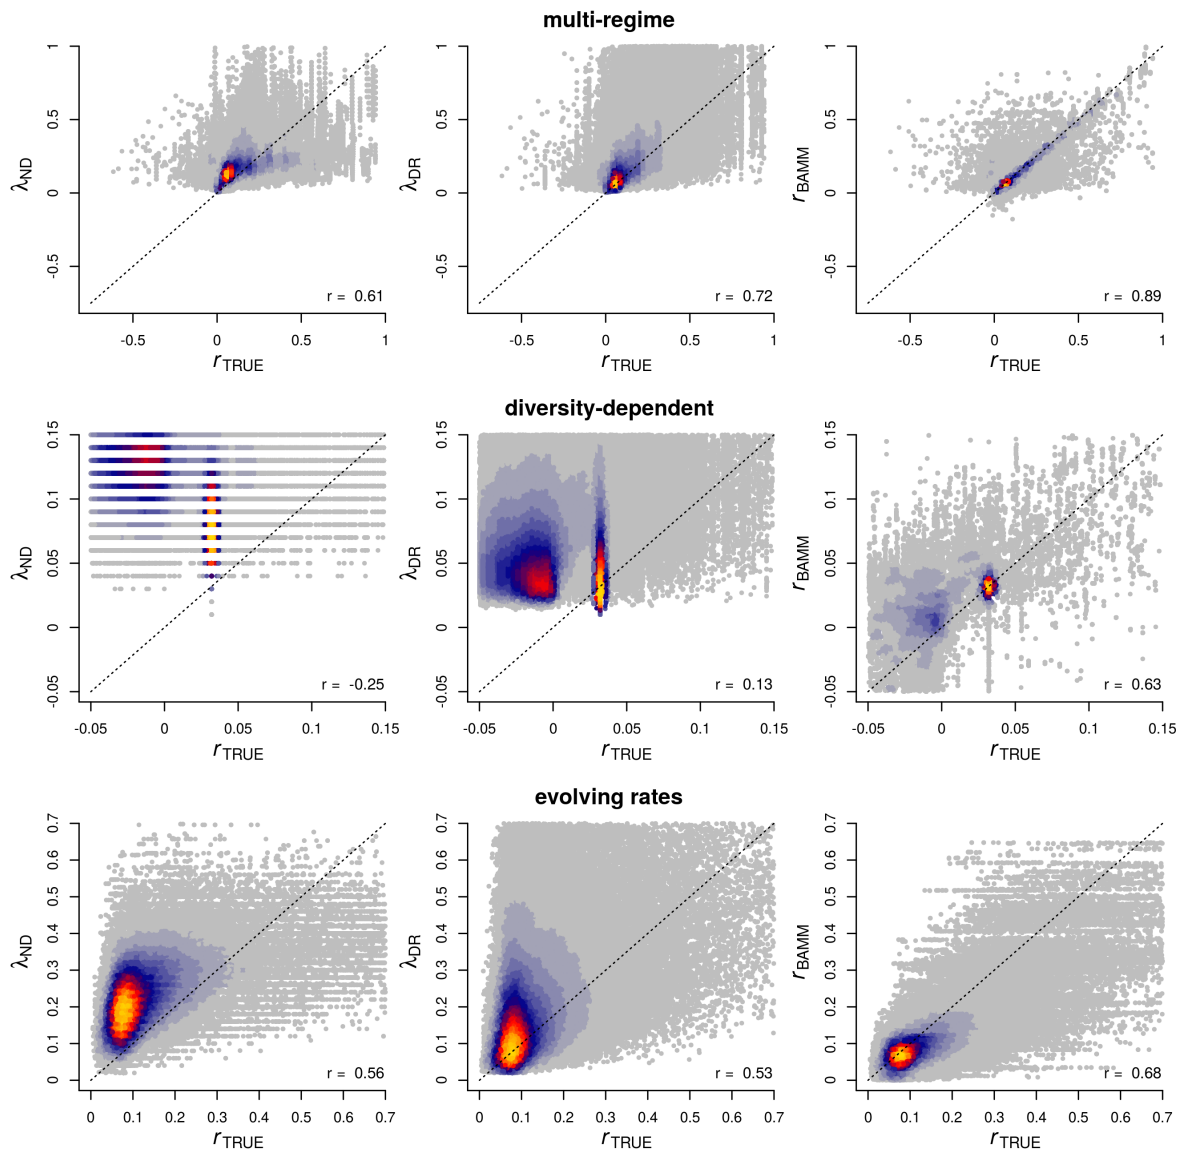 multi-regime
1
0.5
0
-0.5
λND
-0.5 0 0.5 1
rTRUE
r = 0.61
1
0.5
0
-0.5
λDR
-0.5 0 0.5 1
rTRUE
r = 0.72
1
0.5
0
-0.5
rBAMM
-0.5 0 0.5 1
rTRUE
r = 0.89
diversity-dependent
0.15
0.1
0.05
0
-0.05
λND
-0.05 0 0.05 0.1 0.15
rTRUE
r = -0.25
0.15
0.1
0.05
0
-0.05
λDR
-0.05 0 0.05 0.1 0.15
rTRUE
r = 0.13
0.15
0.1
0.05
0
-0.05
rBAMM
-0.05 0 0.05 0.1 0.15
rTRUE
r = 0.63
evolving rates
0.7
0.6
0.5
0.4
0.3
0.2
0.1
0
λND
0 0.1 0.2 0.3 0.4 0.5 0.6 0.7
rTRUE
r = 0.56
0.7
0.6
0.5
0.4
0.3
0.2
0.1
0
λDR
0 0.1 0.2 0.3 0.4 0.5 0.6 0.7
rTRUE
r = 0.53
0.7
0.6
0.5
0.4
0.3
0.2
0.1
0
rBAMM
0 0.1 0.2 0.3 0.4 0.5 0.6 0.7
rTRUE
r = 0.68